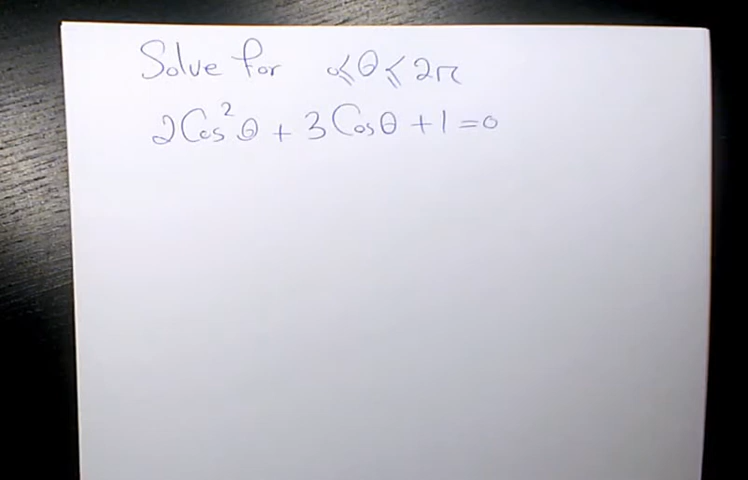 Solve for 0⩽θ⩽2π
2Cos²θ + 3Cosθ + 1 = 0